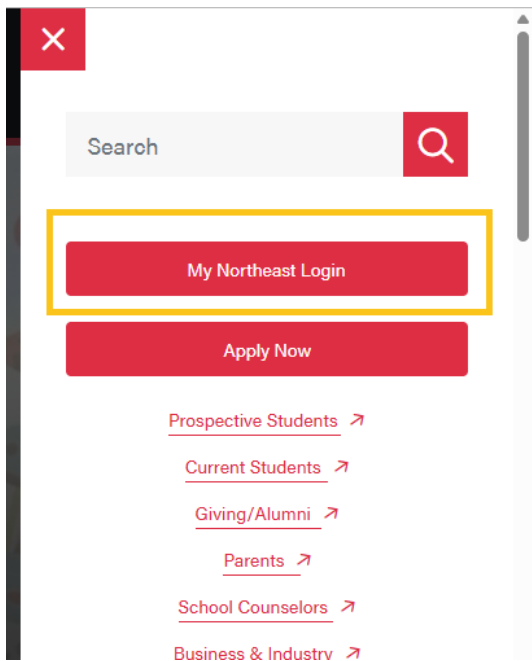 Search
My Northeast Login
Apply Now
Prospective Students
Current Students
Giving/Alumni
Parents
School Counselors
Business & Industry